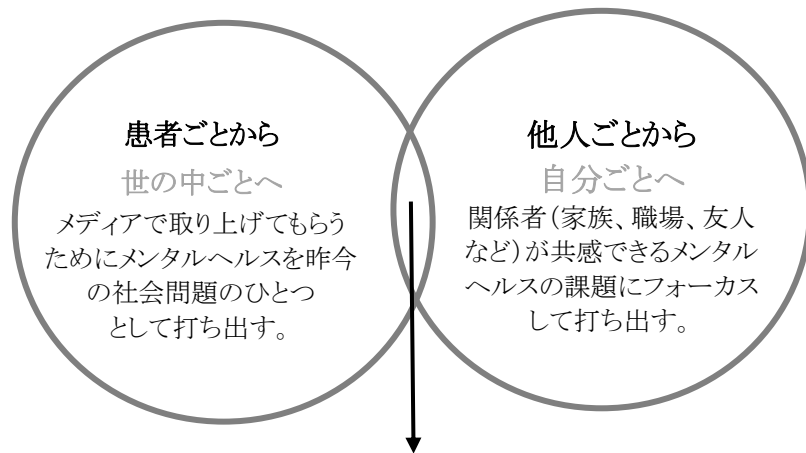 患者ごとから
世の中ごとへ
メディアで取り上げてもらう
ためにメンタルヘルスを昨今
の社会問題のひとつ
として打ち出す。
他人ごとから
自分ごとへ
関係者(家族、職場、友人
など)が共感できるメンタル
ヘルスの課題にフォーカス
して打ち出す。